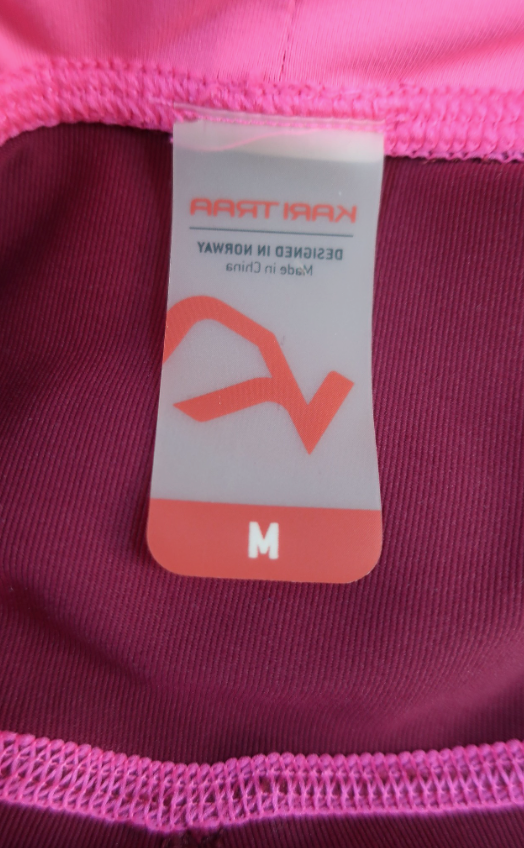 KARI TRAA
DESIGNED IN NORWAY
Made in China
M